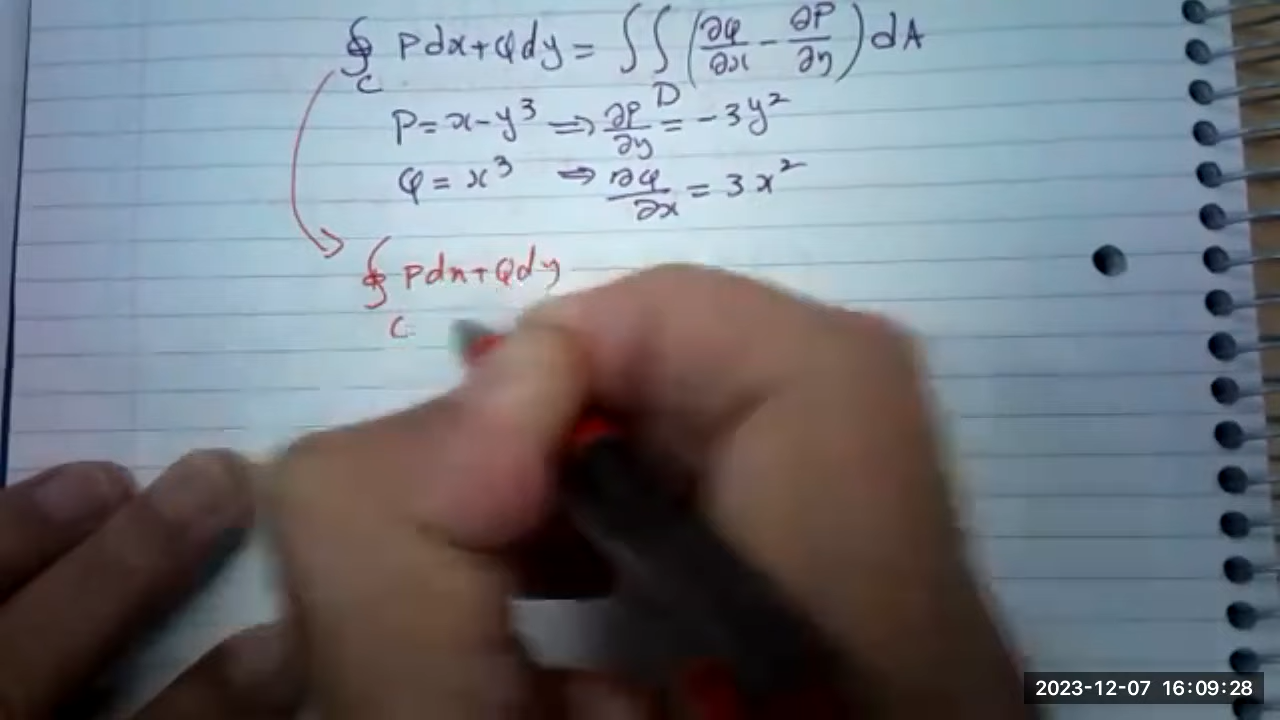 ∮ Pdx+Qdy = ∫∫ (∂Q/∂x - ∂P/∂y) dA
C D
P = x-y³ ⇒ ∂P/∂y = -3y²
Q = x³ ⇒ ∂Q/∂x = 3x²
∮ Pdx+Qdy
C
2023-12-07 16:09:28